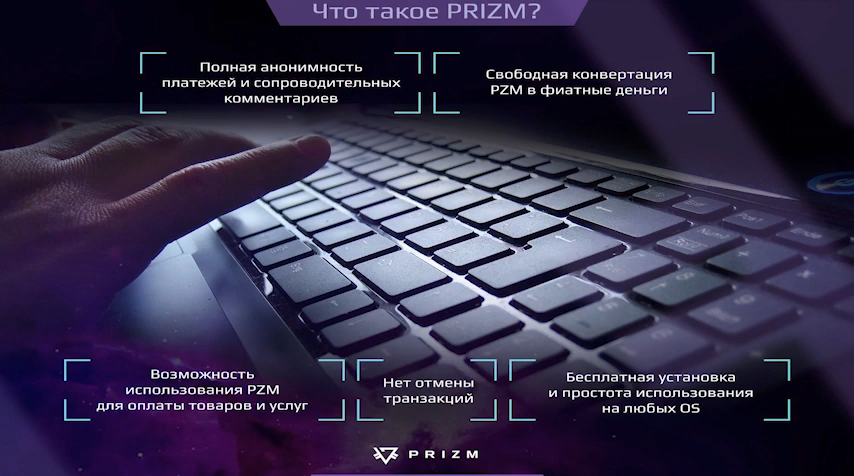 Что такое PRIZM?
Полная анонимность
платежей и сопроводительных
комментариев
Свободная конвертация
PZM в фиатные деньги
Возможность
использования PZM
для оплаты товаров и услуг
Нет отмены
транзакций
Бесплатная установка
и простота использования
на любых OS
PRIZM